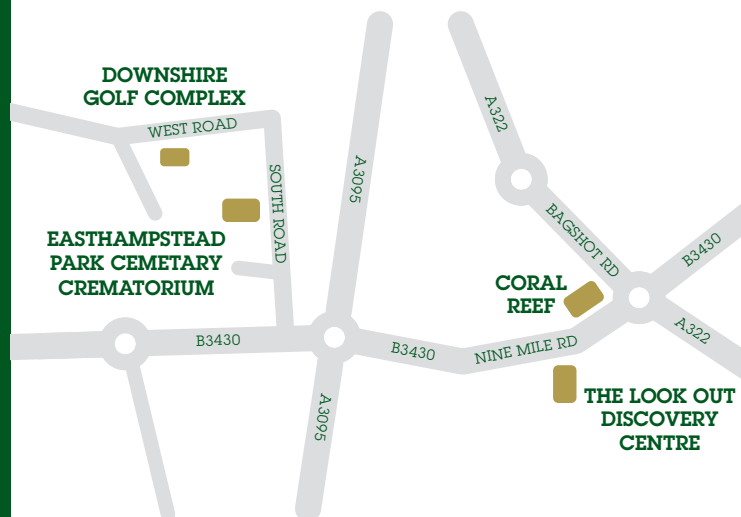 DOWNSHIRE
GOLF COMPLEX
WEST ROAD
A322
A3095
SOUTH ROAD
EASTHAMPSTEAD
PARK CEMETARY
CREMATORIUM
BAGSHOT RD
B3430
CORAL
REEF
A322
B3430
B3430
NINE MILE RD
A3095
THE LOOK OUT
DISCOVERY
CENTRE